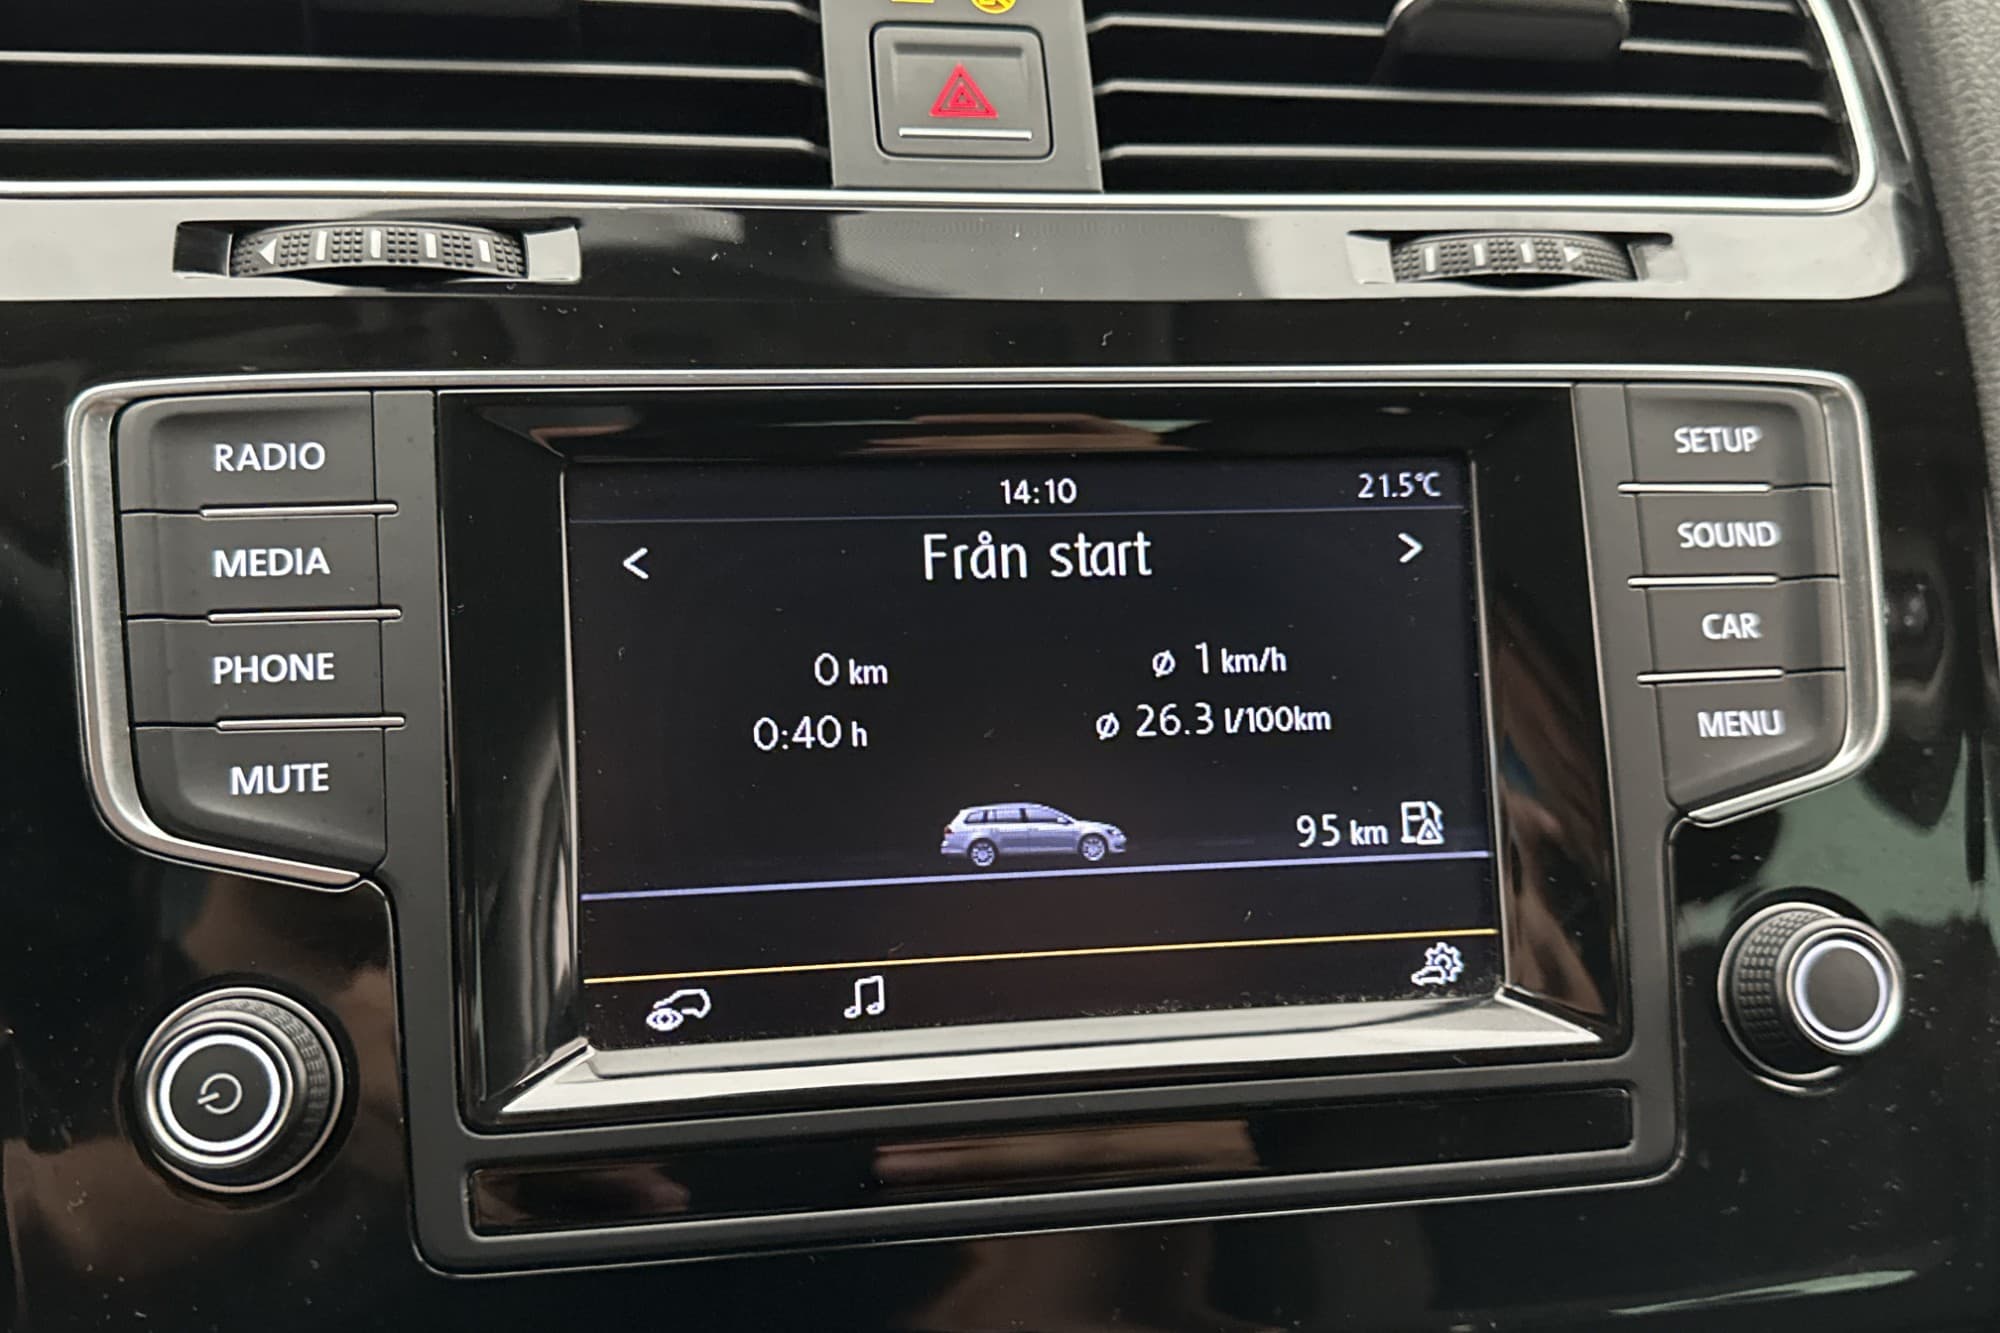 RADIO
MEDIA
PHONE
MUTE
14:10
21.5°C
< Från start >
0 km
ø 1 km/h
0:40 h
ø 26.3 l/100km
95 km
SETUP
SOUND
CAR
MENU